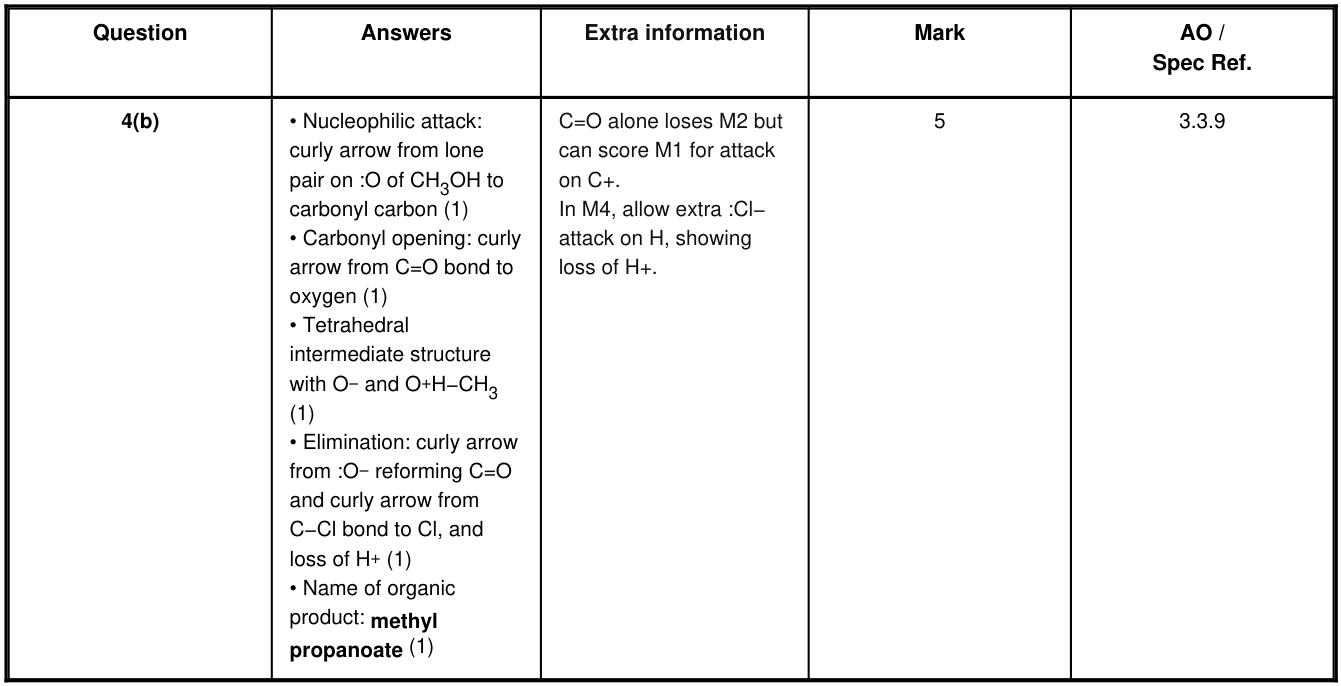 Question Answers Extra information Mark AO /
Spec Ref.
4(b)
• Nucleophilic attack:
curly arrow from lone
pair on :O of CH₃OH to
carbonyl carbon (1)
• Carbonyl opening: curly
arrow from C=O bond to
oxygen (1)
• Tetrahedral
intermediate structure
with O⁻ and O⁺H–CH₃
(1)
• Elimination: curly arrow
from :O⁻ reforming C=O
and curly arrow from
C–Cl bond to Cl, and
loss of H⁺ (1)
• Name of organic
product: methyl
propanoate (1)
C=O alone loses M2 but
can score M1 for attack
on C+.
In M4, allow extra :Cl–
attack on H, showing
loss of H+.
5
3.3.9